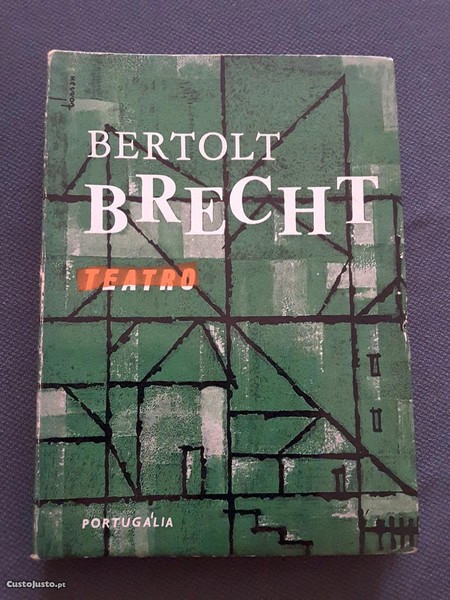 BERTOLT
BRECHT
TEATRO
PORTUGÁLIA
CustoJusto.pt